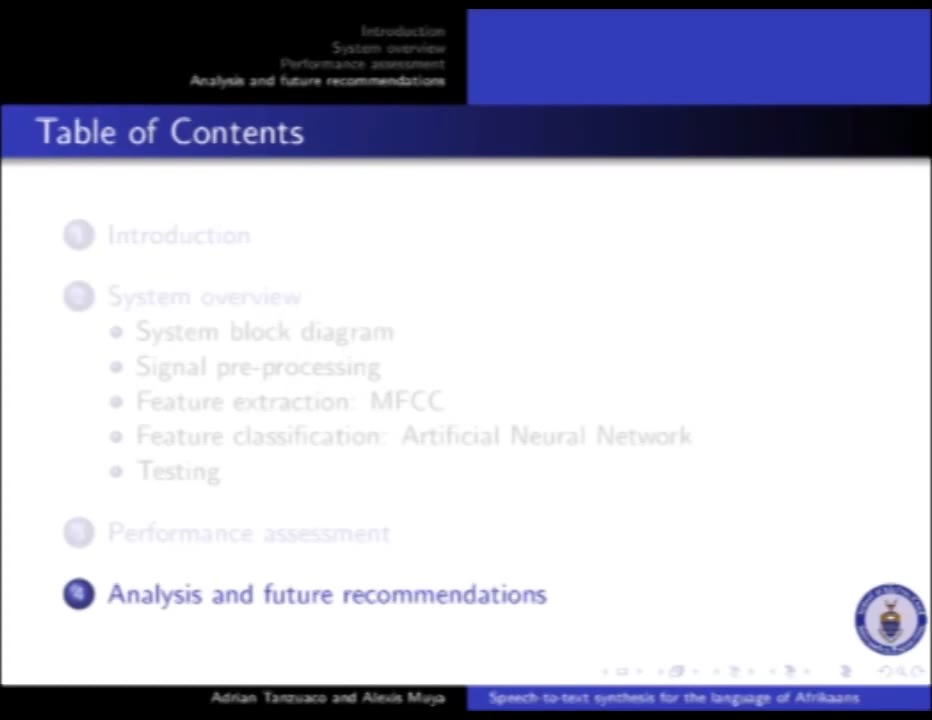 Introduction
System overview
Performance assessment
Analysis and future recommendations
Table of Contents
1 Introduction
2 System overview
System block diagram
Signal pre-processing
Feature extraction: MFCC
Feature classification: Artificial Neural Network
Testing
3 Performance assessment
4 Analysis and future recommendations
Adrian Tanzuaco and Alexis Muya
Speech-to-text synthesis for the language of Afrikaans